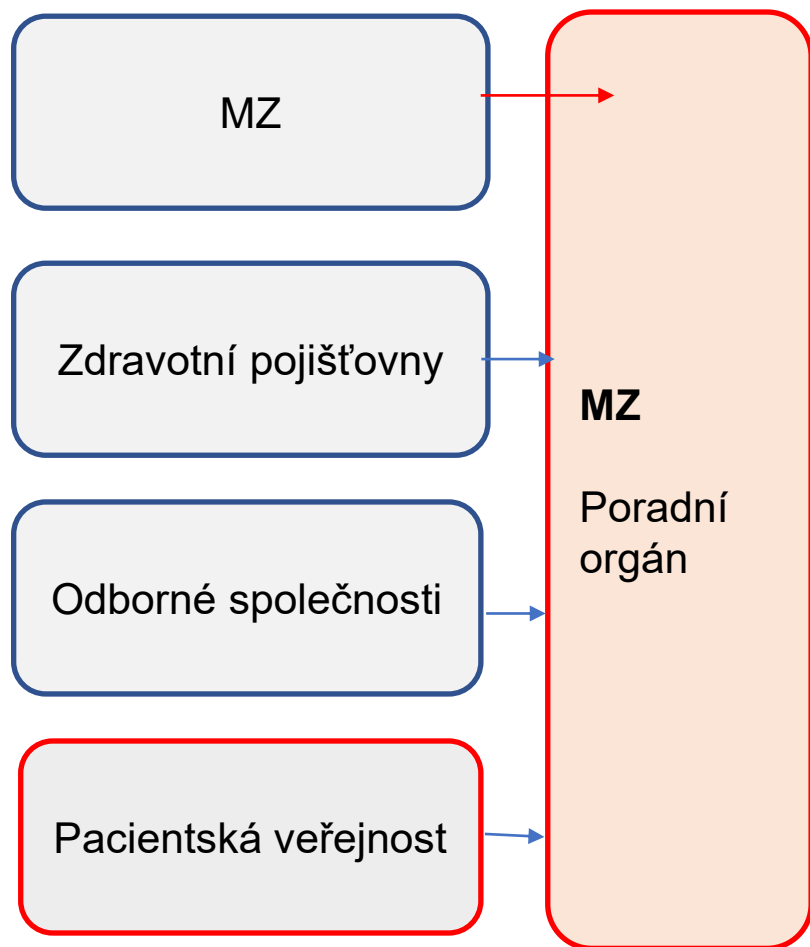 MZ
Zdravotní pojišťovny
Odborné společnosti
Pacientská veřejnost
MZ
Poradní
orgán